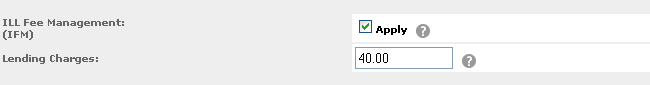 ILL Fee Management:
(IFM)
Apply ?
Lending Charges:
40.00 ?